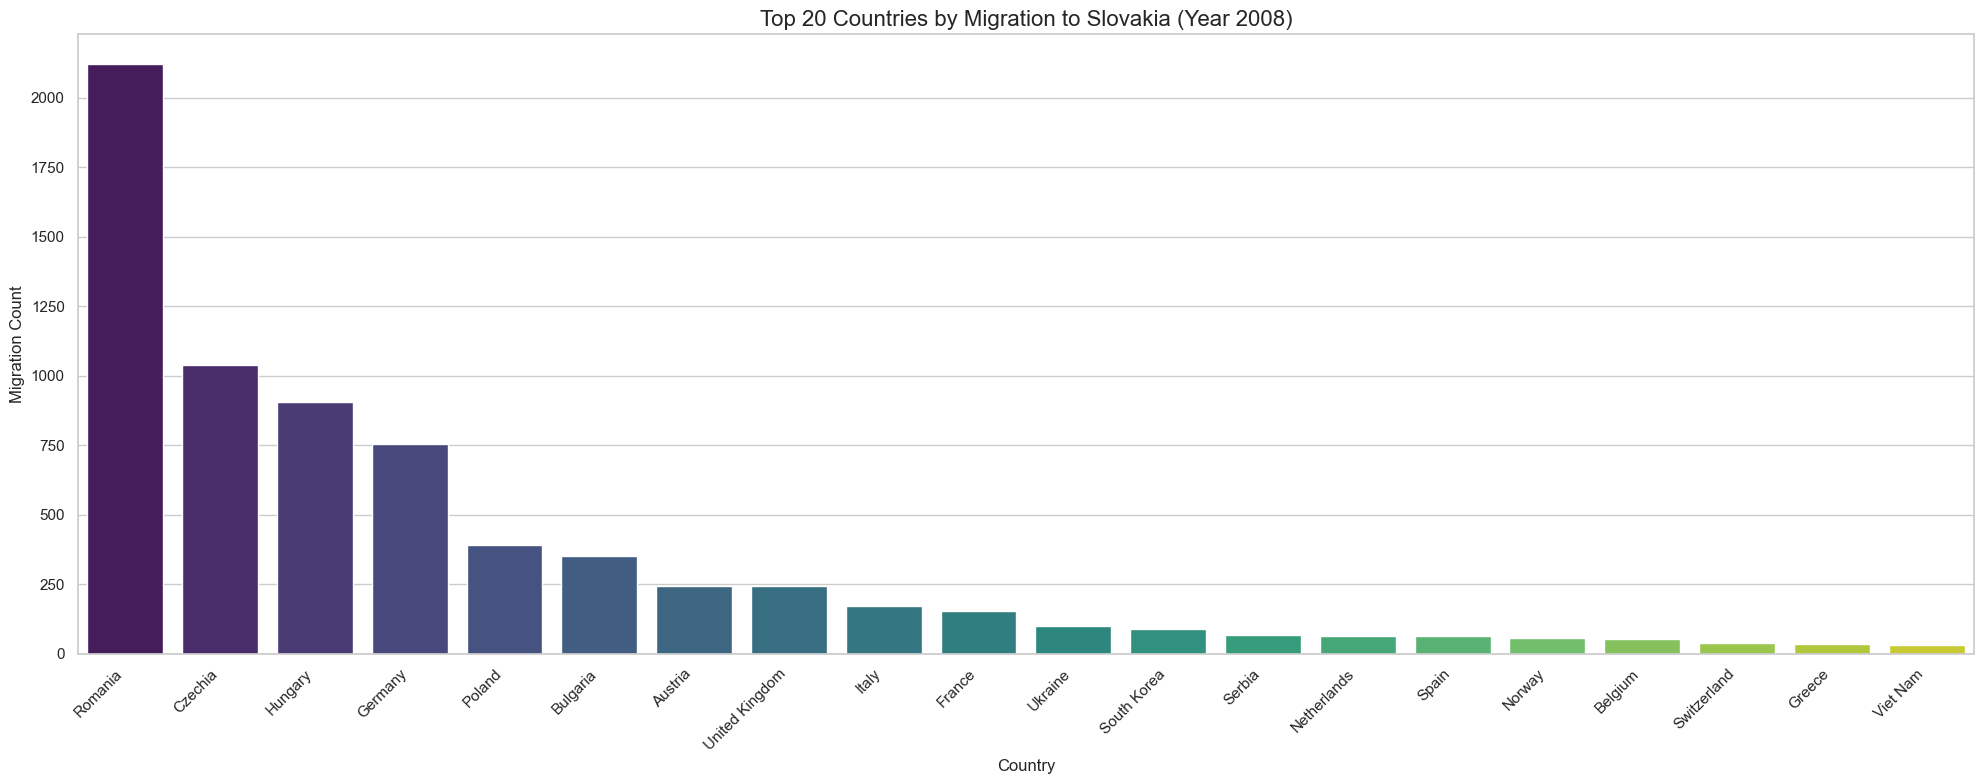 Top 20 Countries by Migration to Slovakia (Year 2008)
Migration Count
2000
1750
1500
1250
1000
750
500
250
0
Romania
Czechia
Hungary
Germany
Poland
Bulgaria
Austria
United Kingdom
Italy
France
Ukraine
South Korea
Serbia
Netherlands
Spain
Norway
Belgium
Switzerland
Greece
Viet Nam
Country